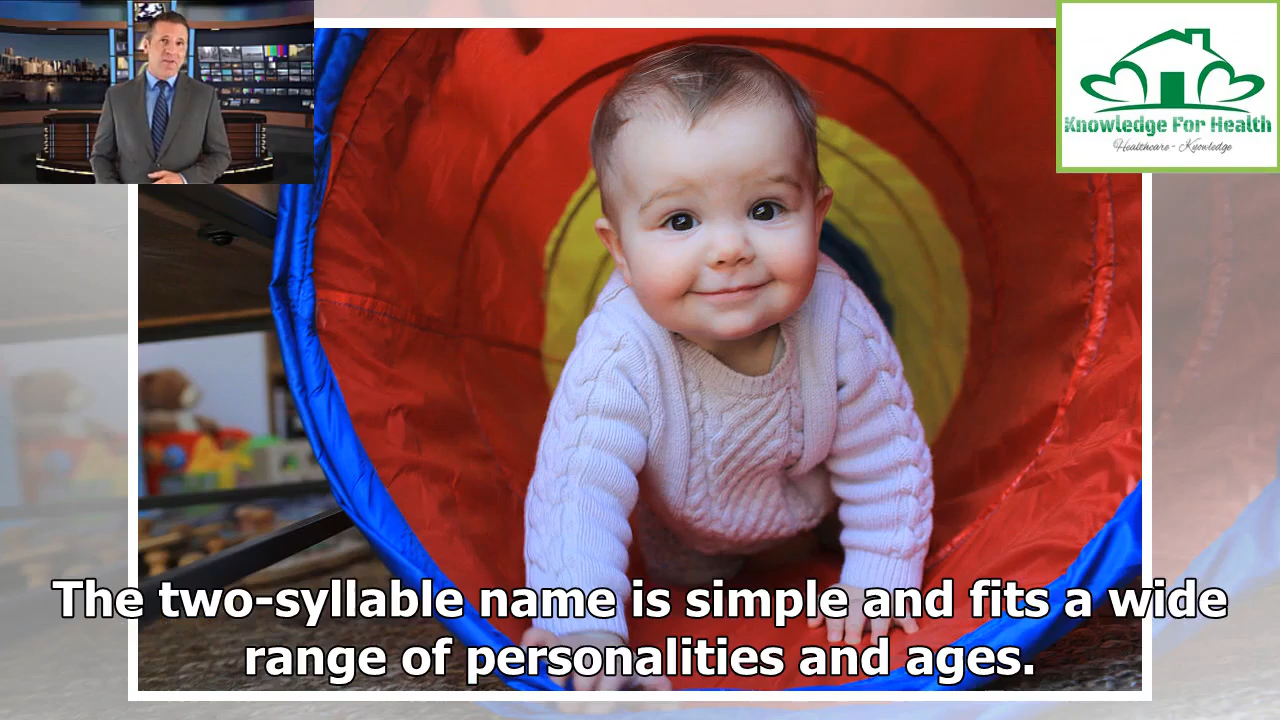 Knowledge For Health
Healthcare - Knowledge
The two-syllable name is simple and fits a wide
range of personalities and ages.